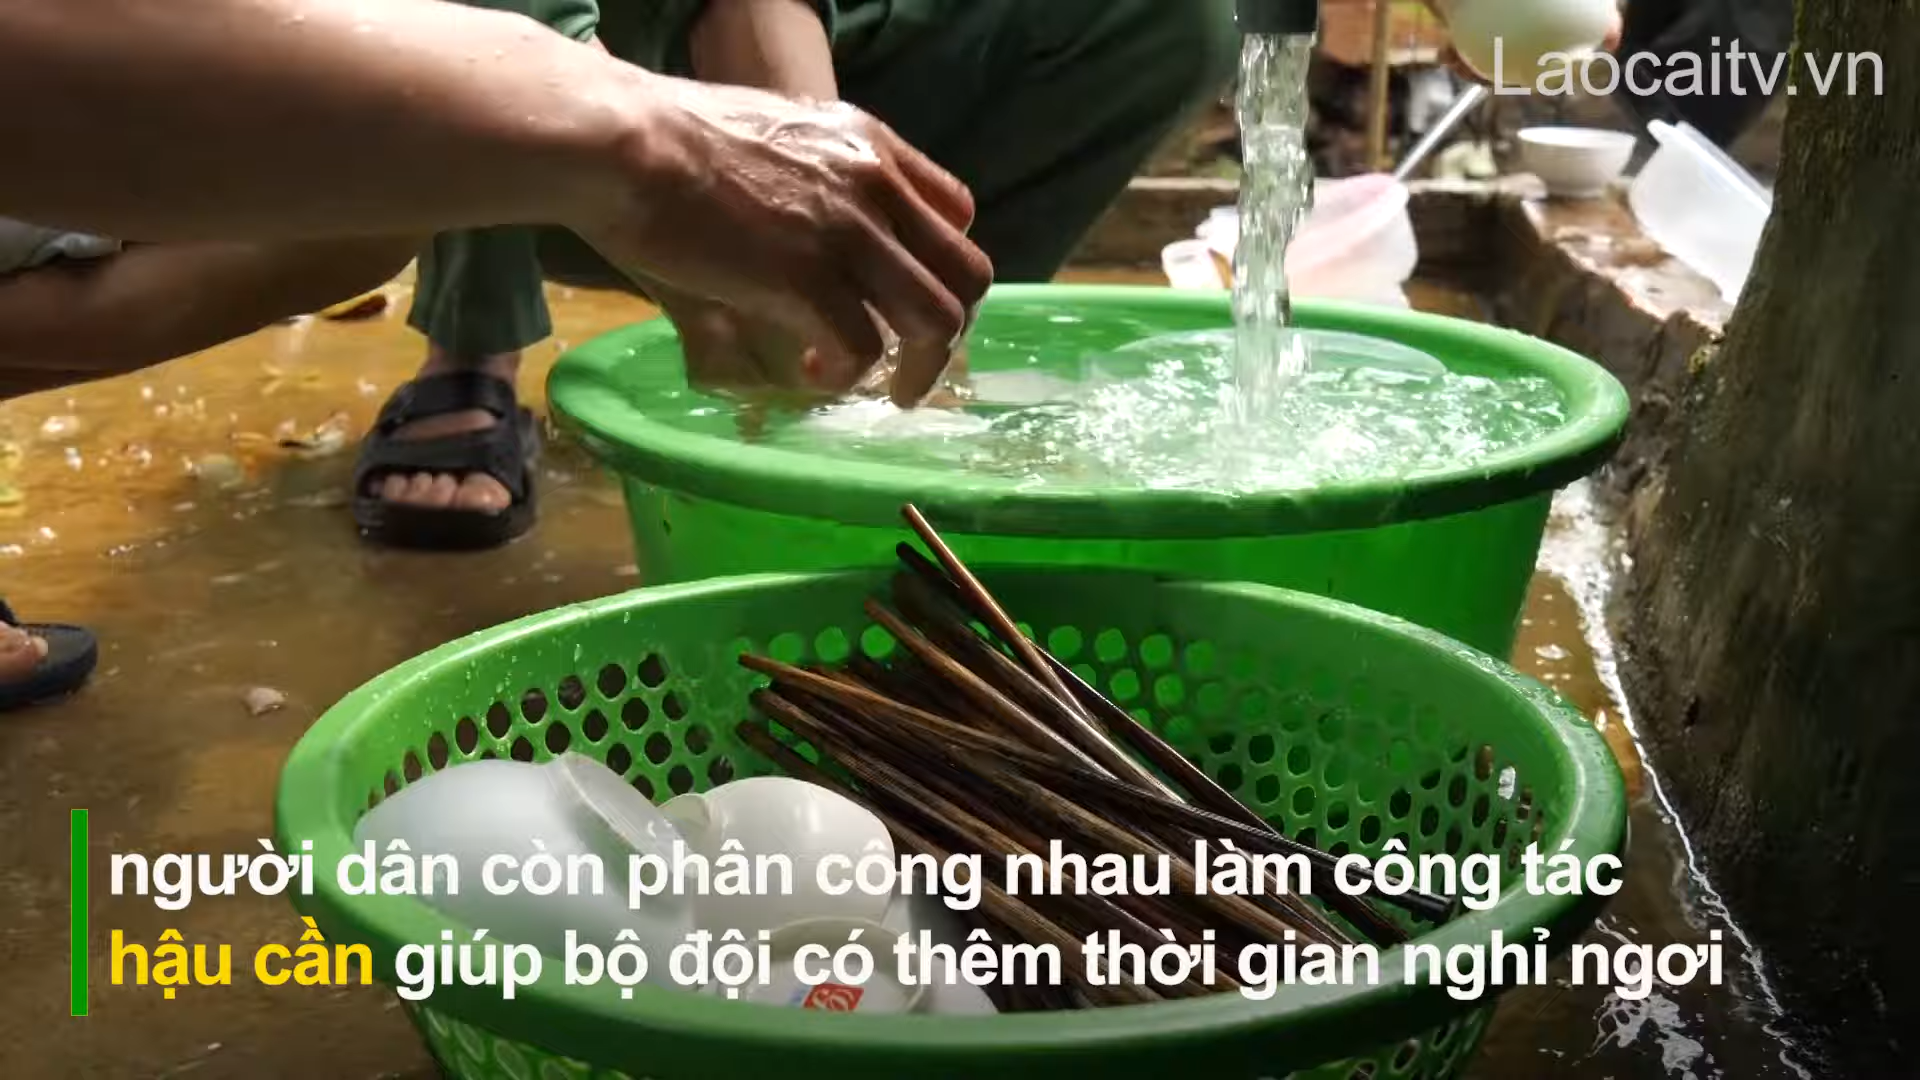 Laocaitv.vn
người dân còn phân công nhau làm công tác
hậu cần giúp bộ đội có thêm thời gian nghỉ ngơi